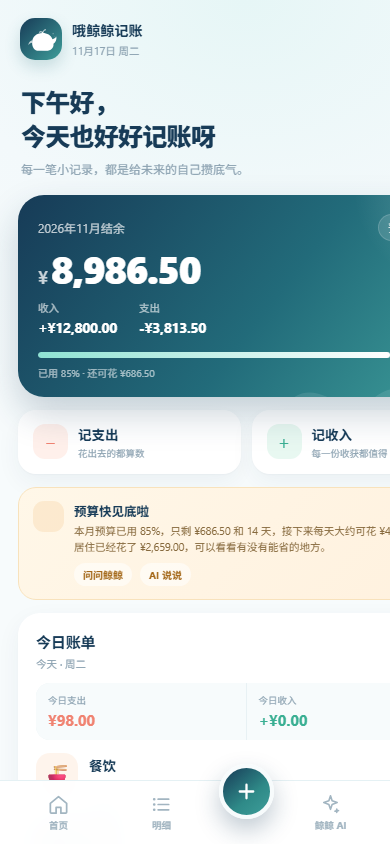 哦鲸鲸记账
11月17日 周二
下午好，
今天也好好记账呀
每一笔小记录，都是给未来的自己攒底气。
2026年11月结余
¥8,986.50
收入
支出
+¥12,800.00
-¥3,813.50
已用 85% · 还可花 ¥686.50
记支出
花出去的都算数
记收入
每一份收获都值得
预算快见底啦
本月预算已用 85%，只剩 ¥686.50 和 14 天，接下来每天大约可花 ¥4
居住已经花了 ¥2,659.00，可以看看有没有能省的地方。
问问鲸鲸
AI 说说
今日账单
今天 · 周二
今日支出
今日收入
¥98.00
+¥0.00
餐饮
首页
明细
鲸鲸 AI